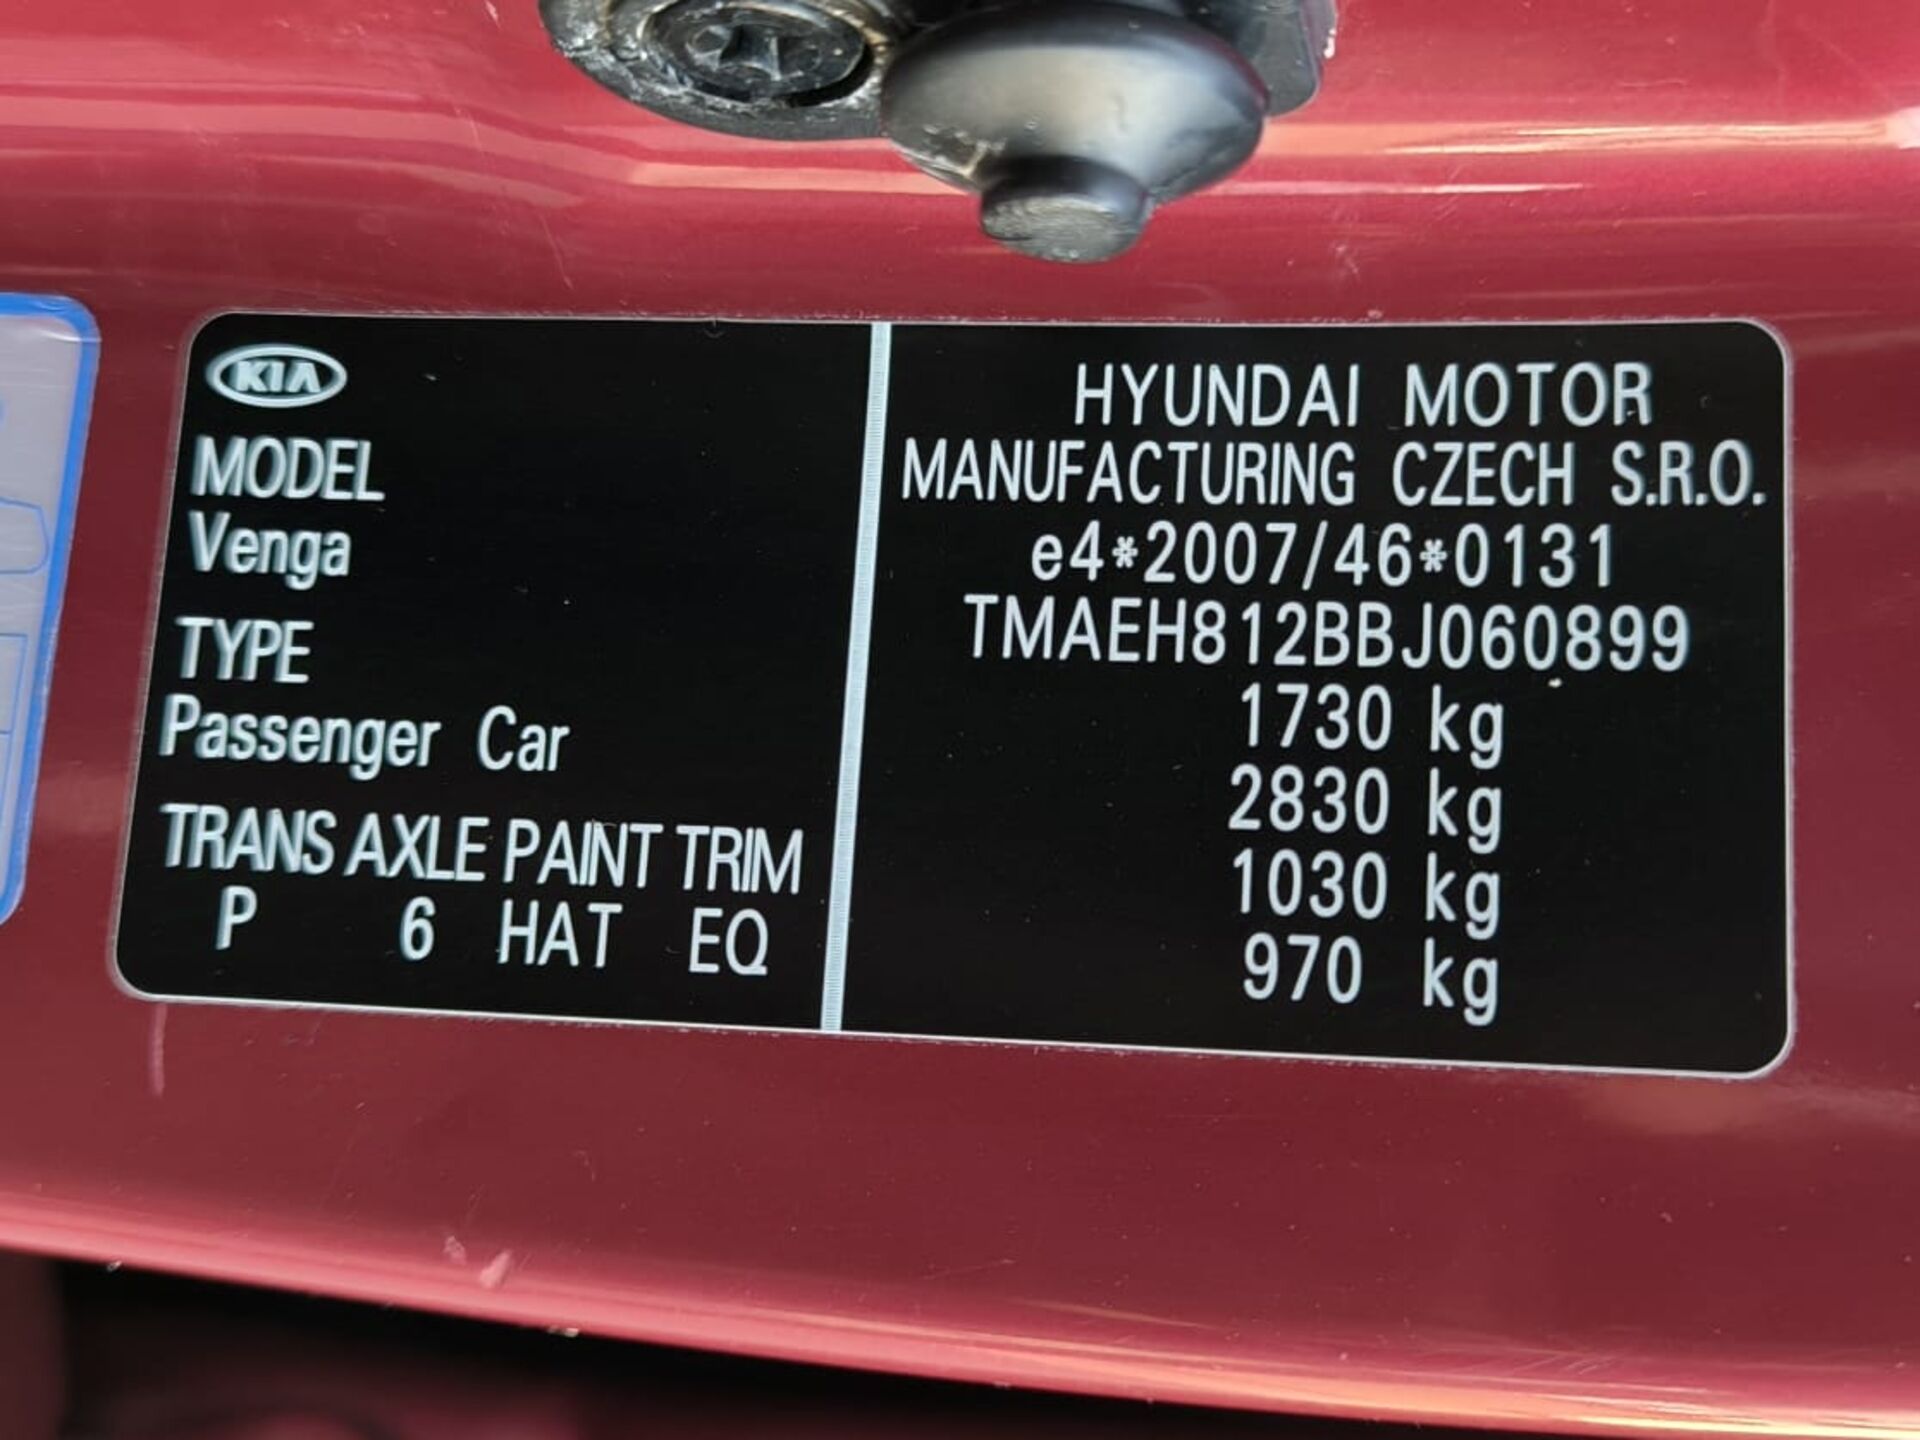 KIA
MODEL
Venga
TYPE
Passenger Car
TRANS AXLE PAINT TRIM
P 6 HAT EQ
HYUNDAI MOTOR
MANUFACTURING CZECH S.R.O.
e4*2007/46*0131
TMAEH812BBJ060899
1730 kg
2830 kg
1030 kg
970 kg